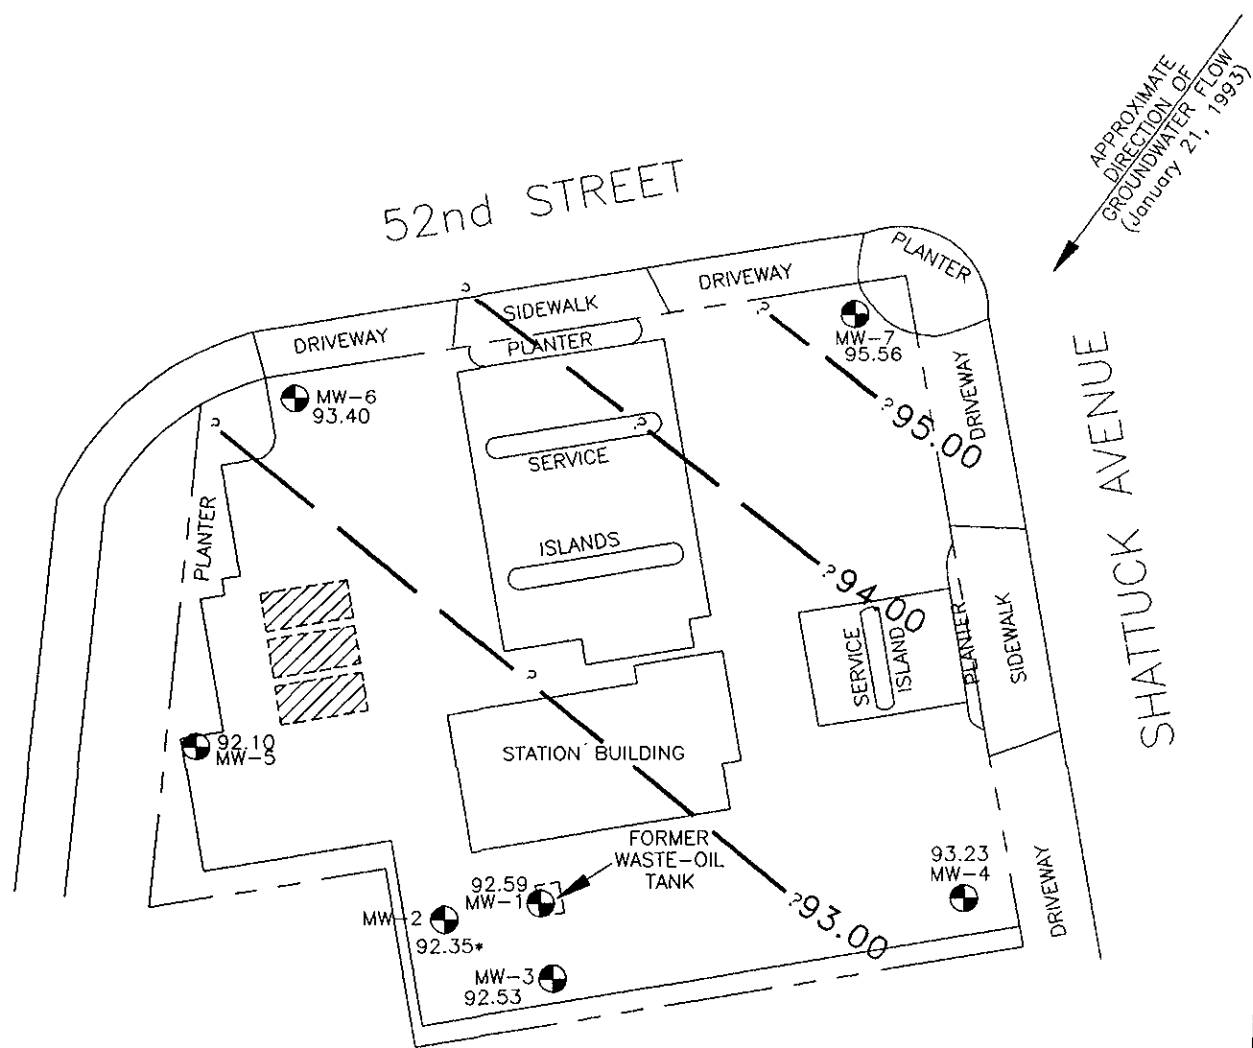 APPROXIMATE
DIRECTION OF
GROUNDWATER FLOW
(January 21, 1993)
52nd STREET
PLANTER
DRIVEWAY
SIDEWALK
?
?
DRIVEWAY
PLANTER
MW-7
95.56
MW-6
93.40
DRIVEWAY
SHATTUCK AVENUE
?
?
?95.00
SERVICE
PLANTER
ISLANDS
?94.00
SERVICE
ISLAND
PLANTER
SIDEWALK
?
92.10
MW-5
STATION BUILDING
FORMER
WASTE-OIL
TANK
93.23
MW-4
DRIVEWAY
92.59
MW-1
MW-2
92.35*
?93.00
MW-3
92.53